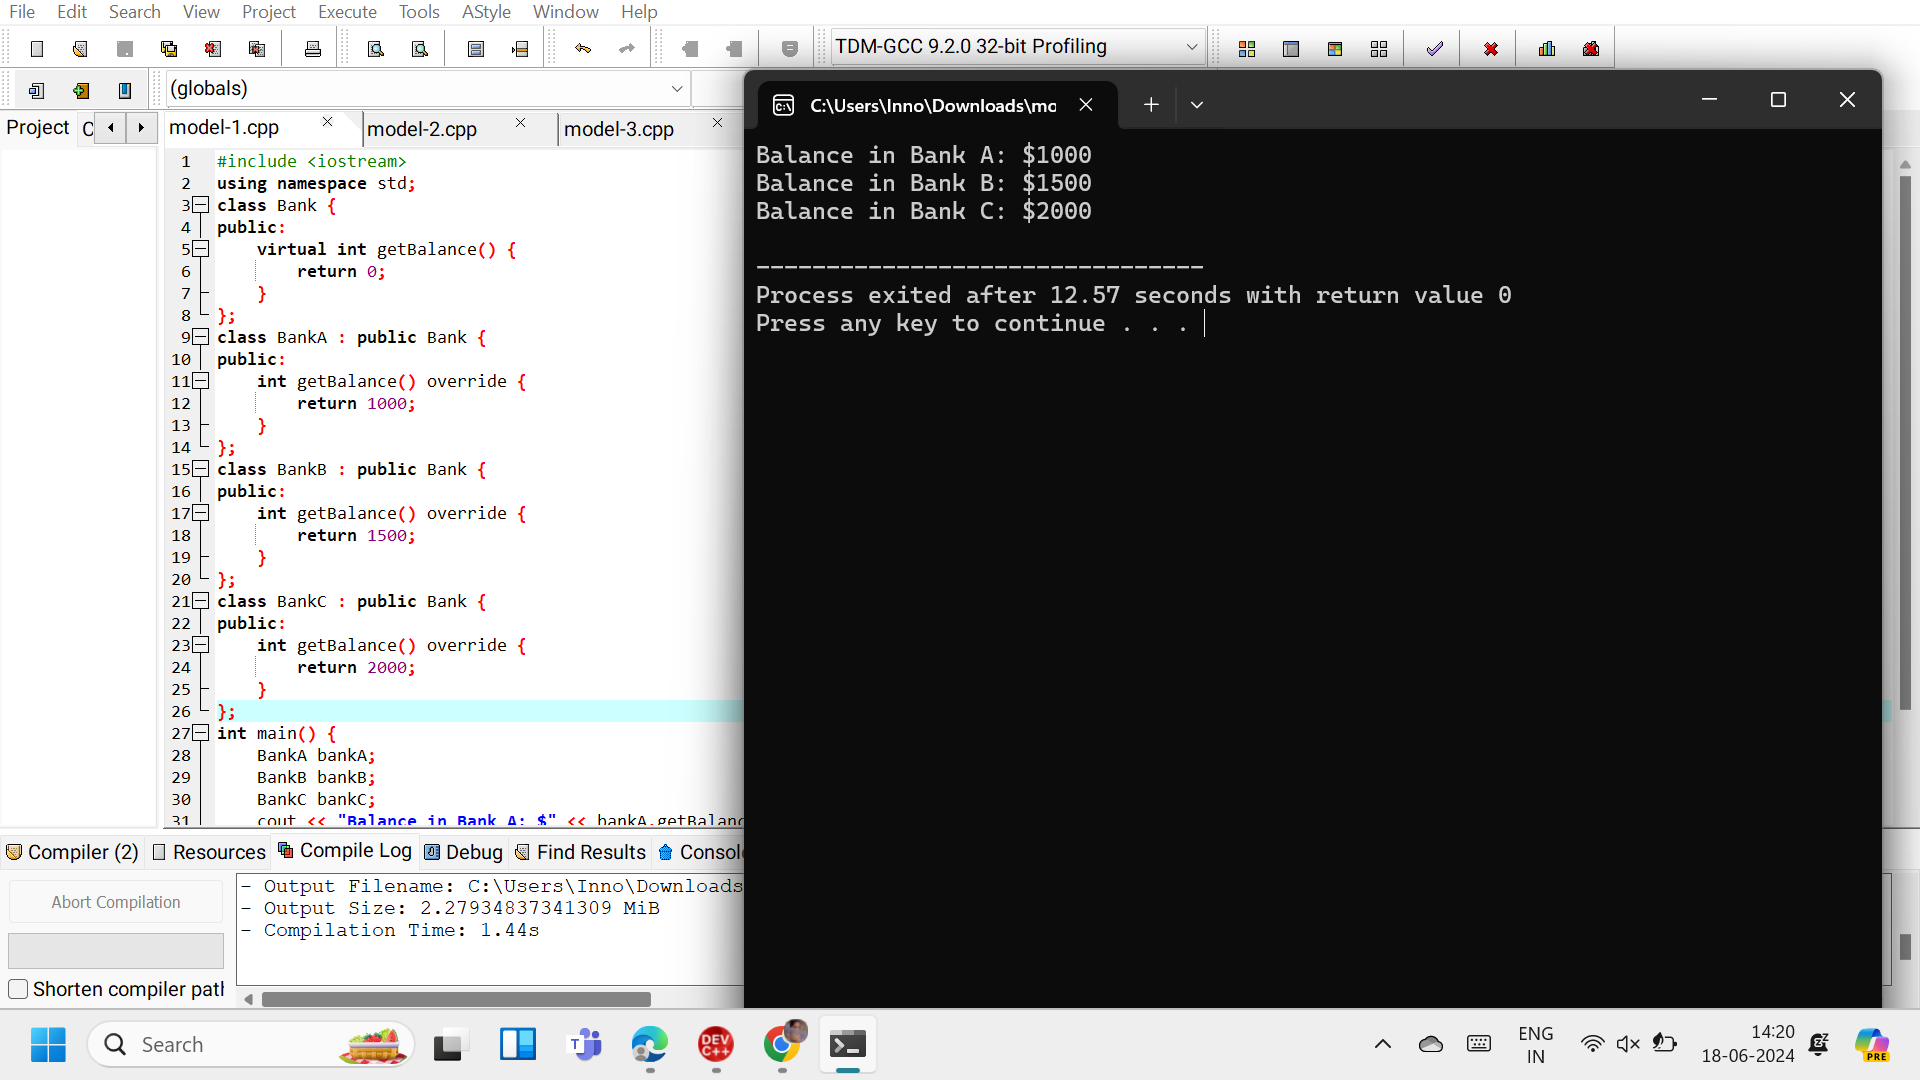 File Edit Search View Project Execute Tools AStyle Window Help
TDM-GCC 9.2.0 32-bit Profiling
(globals)
Project
model-1.cpp model-2.cpp model-3.cpp
1 #include <iostream>
2 using namespace std;
3 class Bank {
4 public:
5 virtual int getBalance() {
6 return 0;
7 }
8 };
9 class BankA : public Bank {
10 public:
11 int getBalance() override {
12 return 1000;
13 }
14 };
15 class BankB : public Bank {
16 public:
17 int getBalance() override {
18 return 1500;
19 }
20 };
21 class BankC : public Bank {
22 public:
23 int getBalance() override {
24 return 2000;
25 }
26 };
27 int main() {
28 BankA bankA;
29 BankB bankB;
30 BankC bankC;
31 cout << "Balance in Bank A: $" << bankA.getBalanc
C:\Users\Inno\Downloads\mo
Balance in Bank A: $1000
Balance in Bank B: $1500
Balance in Bank C: $2000
--------------------------------
Process exited after 12.57 seconds with return value 0
Press any key to continue . . .
Compiler (2) Resources Compile Log Debug Find Results Consol
Abort Compilation
Shorten compiler path
- Output Filename: C:\Users\Inno\Downloads
- Output Size: 2.27934837341309 MiB
- Compilation Time: 1.44s
Search
DEV C++
ENG
IN
14:20
18-06-2024
PRE